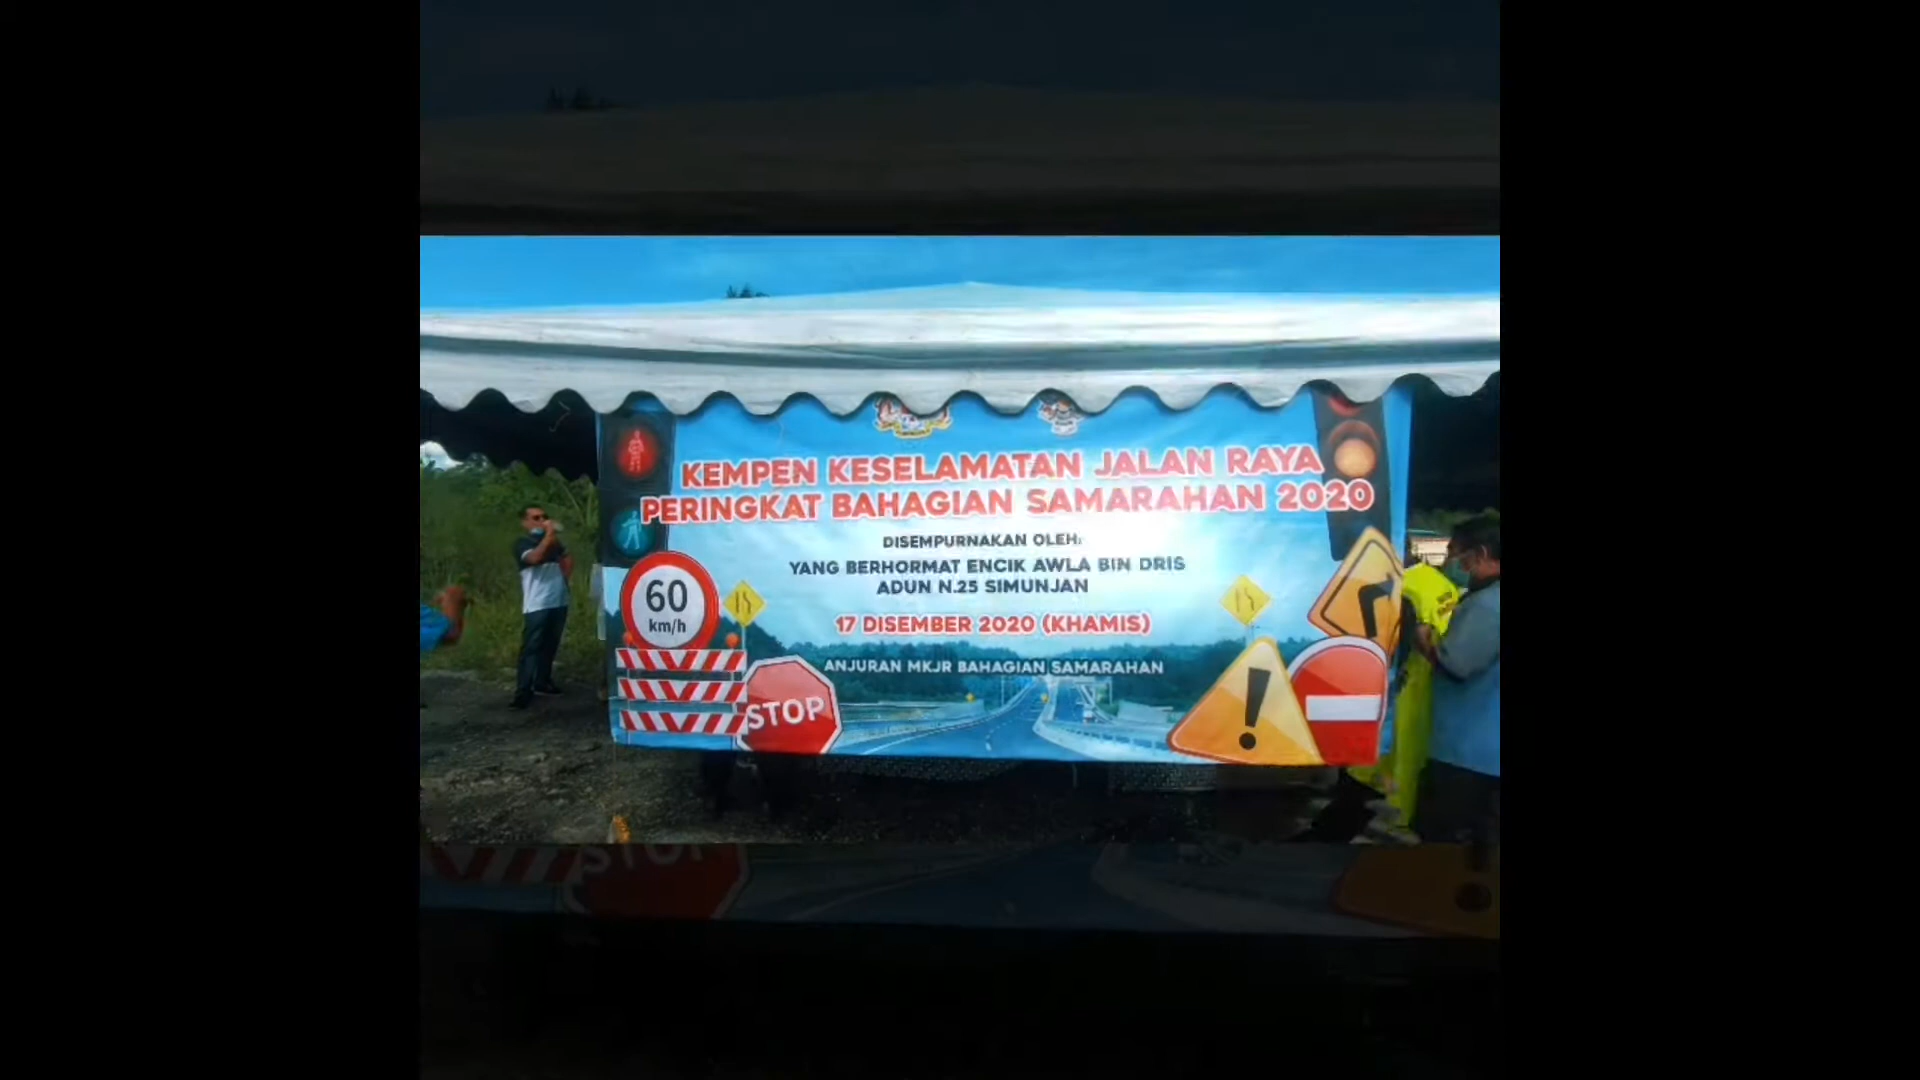 KEMPEN KESELAMATAN JALAN RAYA
PERINGKAT BAHAGIAN SAMARAHAN 2020
DISEMPURNAKAN OLEH:
YANG BERHORMAT ENCIK AWLA BIN DRIS
ADUN N.25 SIMUNJAN
17 DISEMBER 2020 (KHAMIS)
ANJURAN MKJR BAHAGIAN SAMARAHAN
60
km/h
STOP
!
STOP